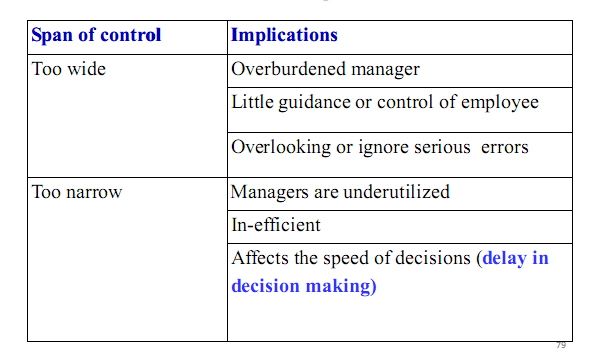 Span of control Implications
Too wide Overburdened manager
Little guidance or control of employee
Overlooking or ignore serious errors
Too narrow Managers are underutilized
In-efficient
Affects the speed of decisions (delay in
decision making)
79